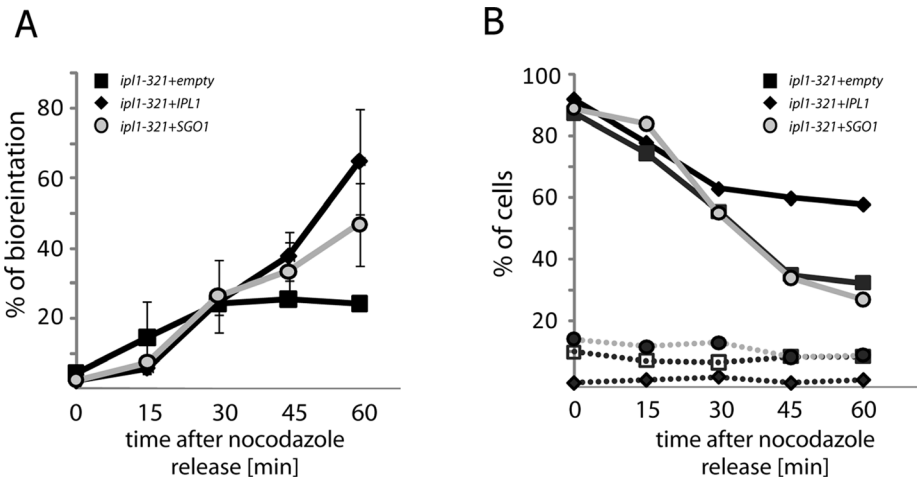 A
ipl1-321+empty
ipl1-321+IPL1
ipl1-321+SGO1
% of bioreintation
80
60
40
20
0 15 30 45 60
time after nocodazole
release [min]
B
ipl1-321+empty
ipl1-321+IPL1
ipl1-321+SGO1
% of cells
100
80
60
40
20
0 15 30 45 60
time after nocodazole
release [min]